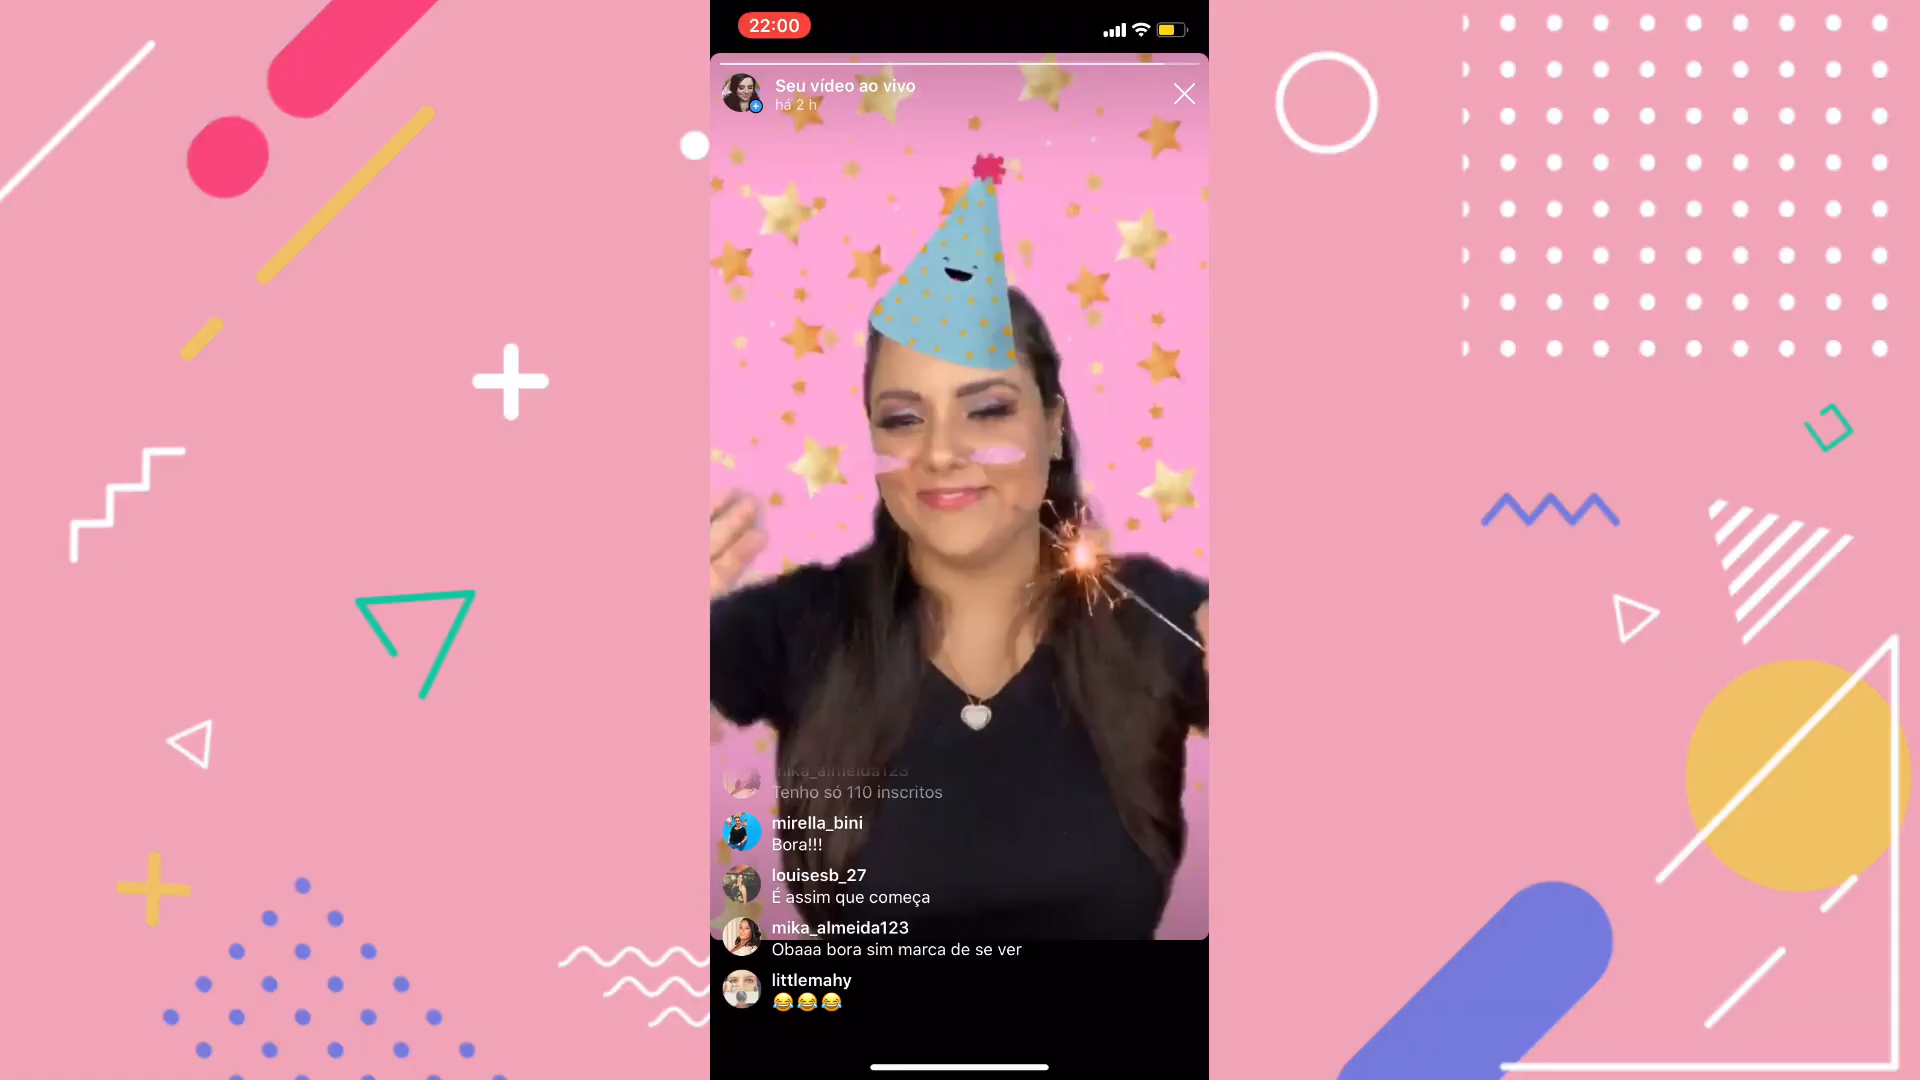 22:00
Seu vídeo ao vivo
há 2 h
mika_almeida123
Tenho só 110 inscritos
mirella_bini
Bora!!!
louisesb_27
É assim que começa
mika_almeida123
Obaaa bora sim marca de se ver
littlemahy
😂😂😂